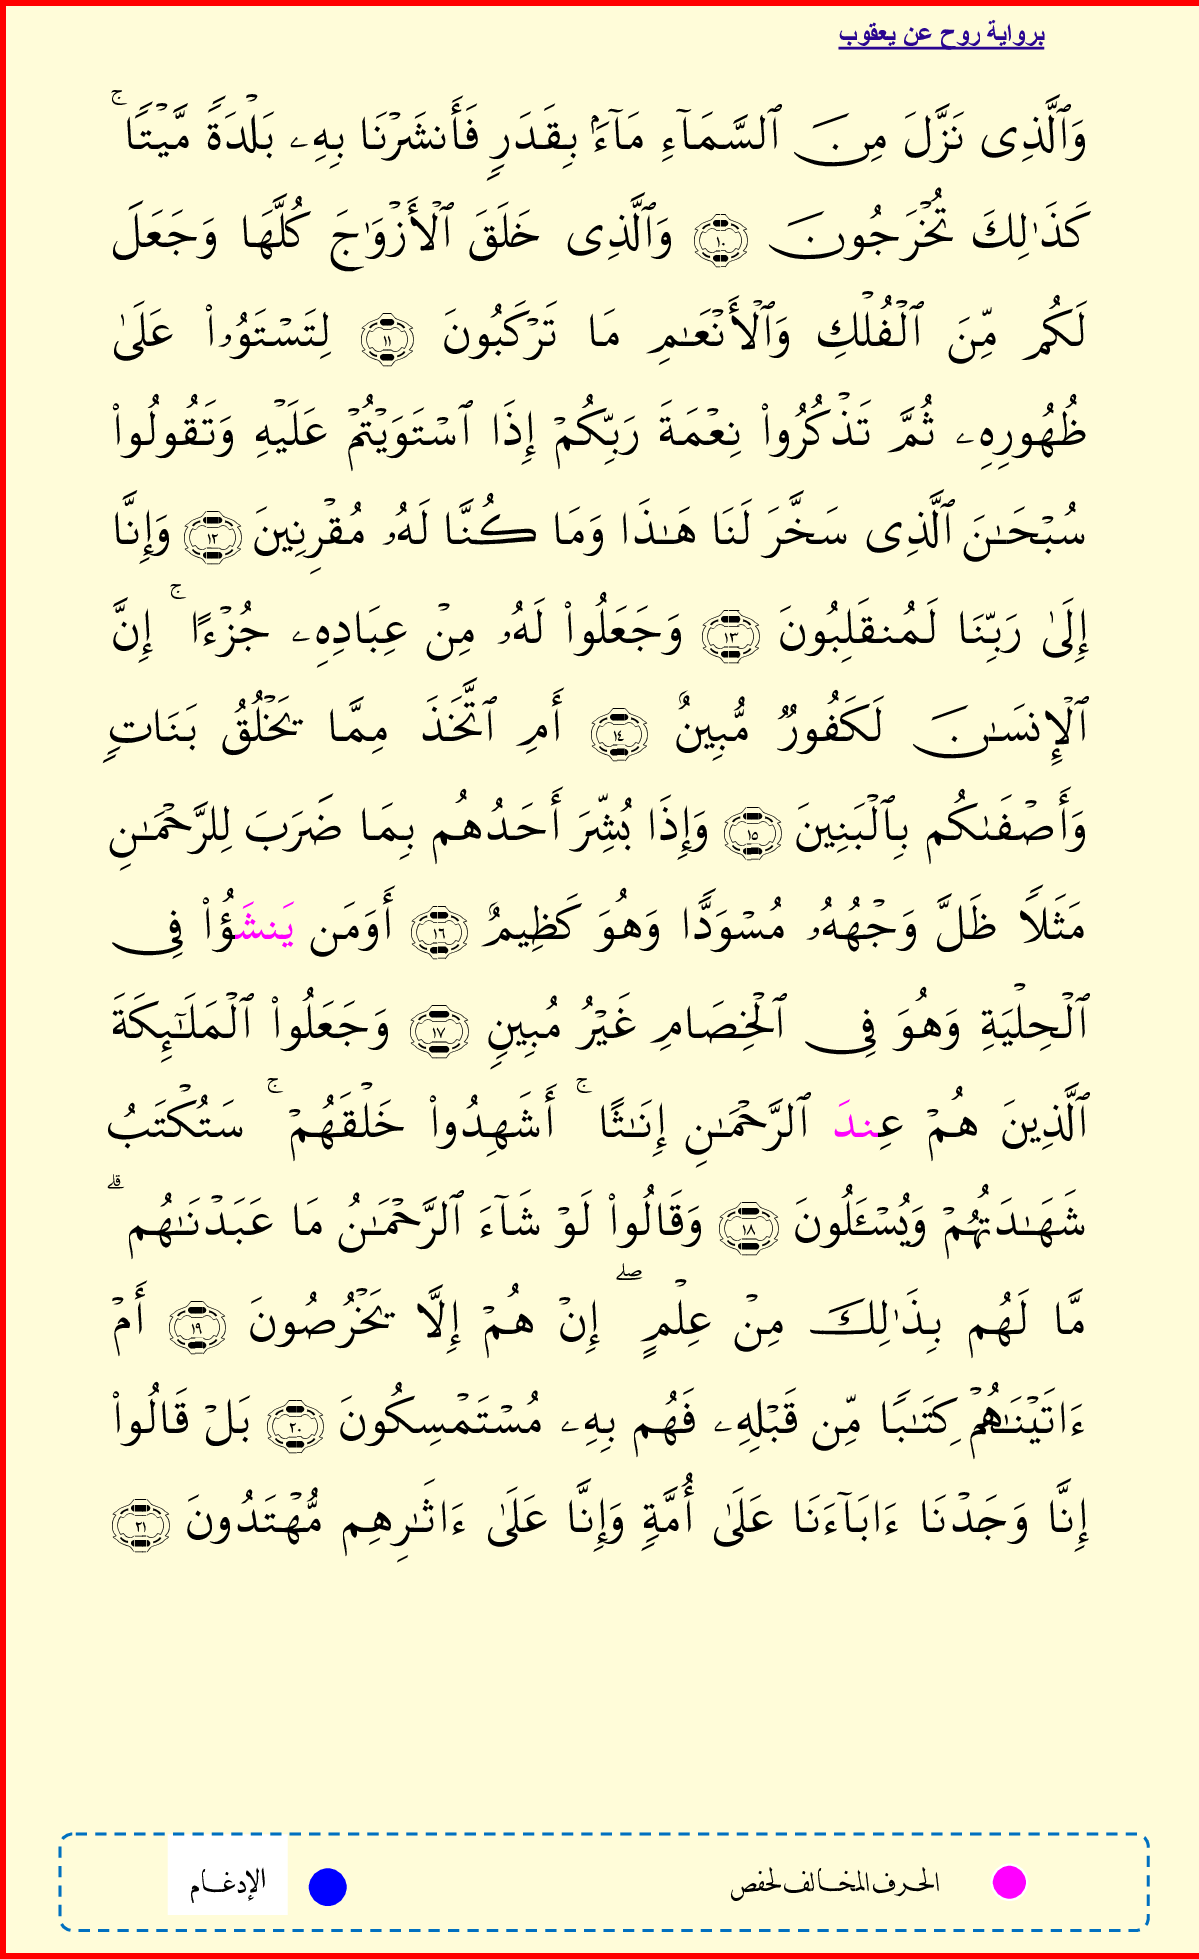 برواية روح عن يعقوب
وَٱلَّذِى نَزَّلَ مِنَ ٱلسَّمَآءِ مَآءَۢ بِقَدَرٍۢ فَأَنشَرْنَا بِهِۦ بَلْدَةً مَّيْتًا ۚ
كَذَٰلِكَ تُخْرَجُونَ ١٠ وَٱلَّذِى خَلَقَ ٱلْأَزْوَٰجَ كُلَّهَا وَجَعَلَ
لَكُم مِّنَ ٱلْفُلْكِ وَٱلْأَنْعَـٰمِ مَا تَرْكَبُونَ ١١ لِتَسْتَوُۥا۟ عَلَىٰ
ظُهُورِهِۦ ثُمَّ تَذْكُرُوا۟ نِعْمَةَ رَبِّكُمْ إِذَا ٱسْتَوَيْتُمْ عَلَيْهِ وَتَقُولُوا۟
سُبْحَـٰنَ ٱلَّذِى سَخَّرَ لَنَا هَـٰذَا وَمَا كُنَّا لَهُۥ مُقْرِنِينَ ١٢ وَإِنَّا
إِلَىٰ رَبِّنَا لَمُنقَلِبُونَ ١٣ وَجَعَلُوا۟ لَهُۥ مِنْ عِبَادِهِۦ جُزْءًا ۚ إِنَّ
ٱلْإِنسَـٰنَ لَكَفُورٌ مُّبِينٌ ١٤ أَمِ ٱتَّخَذَ مِمَّا يَخْلُقُ بَنَاتٍ
وَأَصْفَىٰكُم بِٱلْبَنِينَ ١٥ وَإِذَا بُشِّرَ أَحَدُهُم بِمَا ضَرَبَ لِلرَّحْمَـٰنِ
مَثَلًا ظَلَّ وَجْهُهُۥ مُسْوَدًّا وَهُوَ كَظِيمٌ ١٦ أَوَمَن يَنشَؤُا۟ فِى
ٱلْحِلْيَةِ وَهُوَ فِى ٱلْخِصَامِ غَيْرُ مُبِينٍ ١٧ وَجَعَلُوا۟ ٱلْمَلَـٰٓئِكَةَ
ٱلَّذِينَ هُمْ عِندَ ٱلرَّحْمَـٰنِ إِنَـٰثًا ۚ أَشَهِدُوا۟ خَلْقَهُمْ ۚ سَتُكْتَبُ
شَهَـٰدَتُهُمْ وَيُسْـَٔلُونَ ١٨ وَقَالُوا۟ لَوْ شَآءَ ٱلرَّحْمَـٰنُ مَا عَبَدْنَـٰهُم ۗ
مَّا لَهُم بِذَٰلِكَ مِنْ عِلْمٍ ۖ إِنْ هُمْ إِلَّا يَخْرُصُونَ ١٩ أَمْ
ءَاتَيْنَـٰهُمْ كِتَـٰبًا مِّن قَبْلِهِۦ فَهُم بِهِۦ مُسْتَمْسِكُونَ ٢٠ بَلْ قَالُوا۟
إِنَّا وَجَدْنَا ءَابَآءَنَا عَلَىٰ أُمَّةٍ وَإِنَّا عَلَىٰ ءَاثَـٰرِهِم مُّهْتَدُونَ ٢١
الحرف المخالف لحفص الإدغام